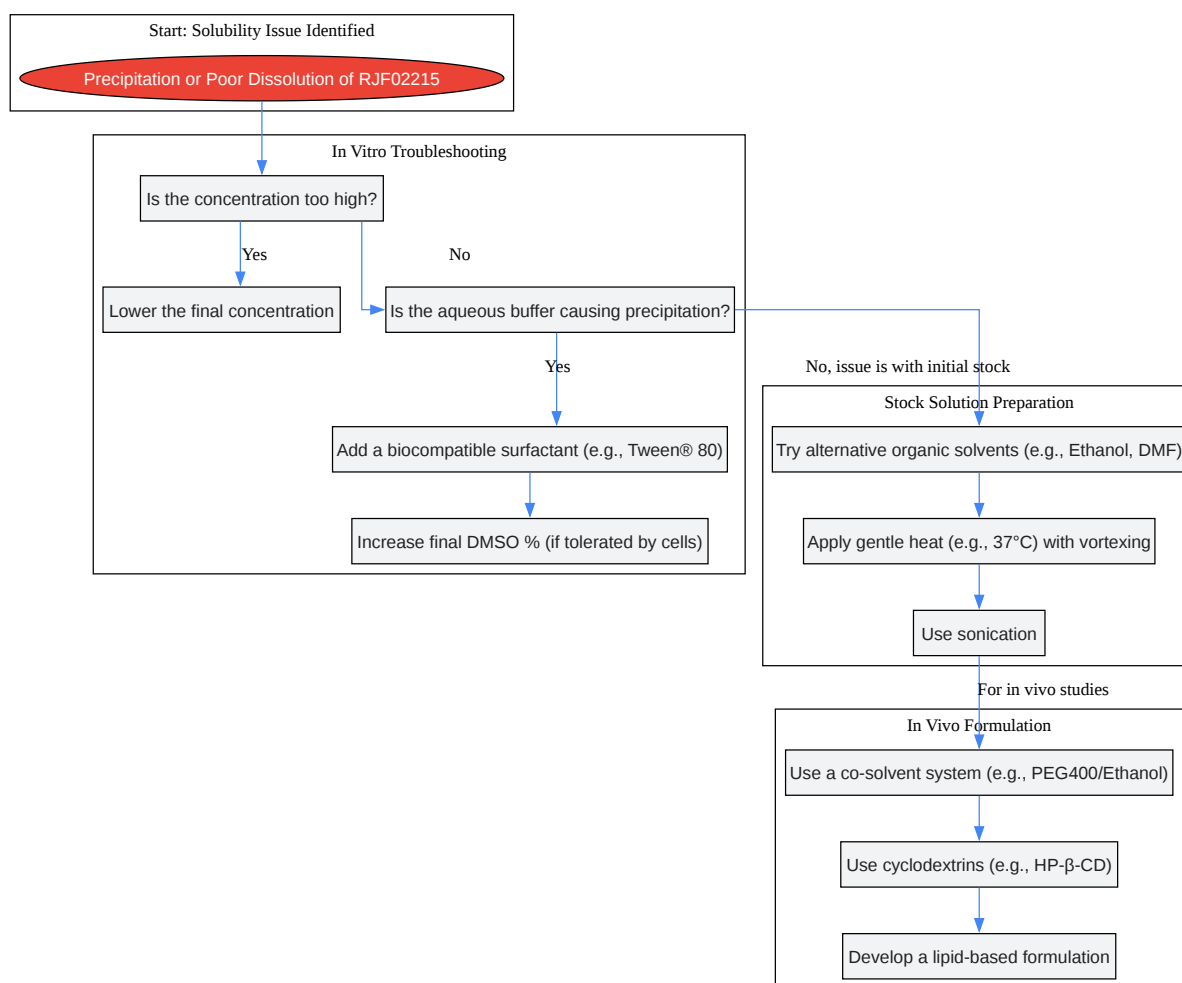 Start: Solubility Issue Identified
Precipitation or Poor Dissolution of RJF02215
In Vitro Troubleshooting
Is the concentration too high?
Yes
No
Lower the final concentration
Is the aqueous buffer causing precipitation?
Yes
No, issue is with initial stock
Stock Solution Preparation
Add a biocompatible surfactant (e.g., Tween® 80)
Try alternative organic solvents (e.g., Ethanol, DMF)
Increase final DMSO % (if tolerated by cells)
Apply gentle heat (e.g., 37°C) with vortexing
Use sonication
For in vivo studies
In Vivo Formulation
Use a co-solvent system (e.g., PEG400/Ethanol)
Use cyclodextrins (e.g., HP-β-CD)
Develop a lipid-based formulation